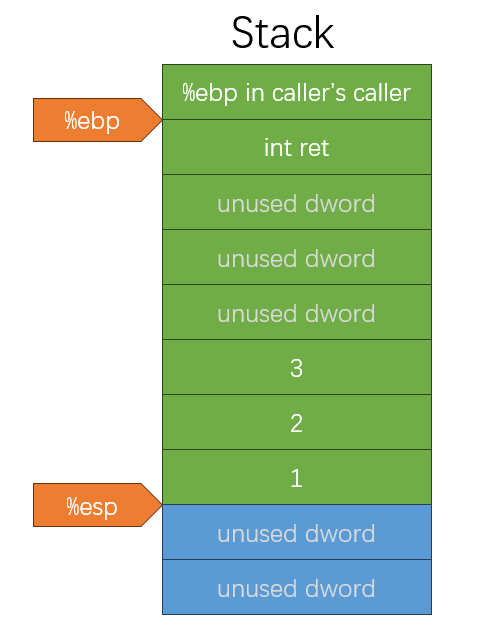 Stack
%ebp in caller's caller
%ebp
int ret
unused dword
unused dword
unused dword
3
2
1
%esp
unused dword
unused dword